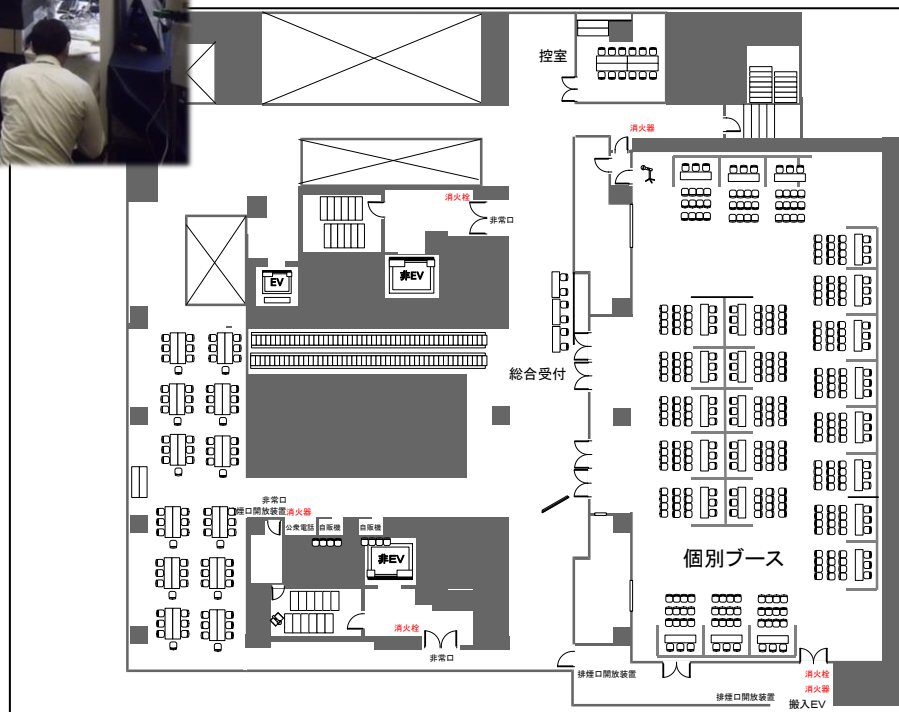 控室
消火器
消火栓
非常口
EV
非EV
総合受付
非常口
煙口開放装置
消火器
公衆電話
自販機
自販機
非EV
個別ブース
消火栓
非常口
排煙口開放装置
消火栓
消火器
排煙口開放装置
搬入EV